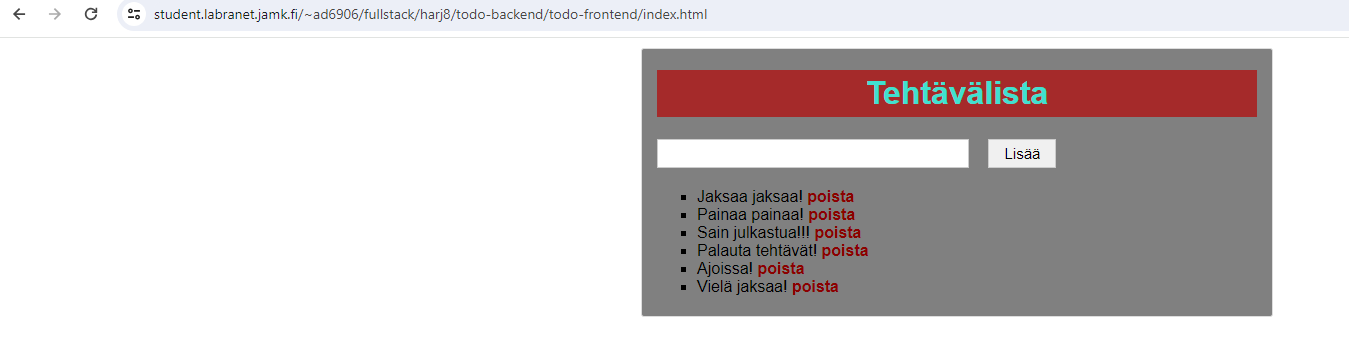 student.labranet.jamk.fi/~ad6906/fullstack/harj8/todo-backend/todo-frontend/index.html
Tehtävälista
Lisää
Jaksaa jaksaa! poista
Painaa painaa! poista
Sain julkastua!!! poista
Palauta tehtävät! poista
Ajoissa! poista
Vielä jaksaa! poista